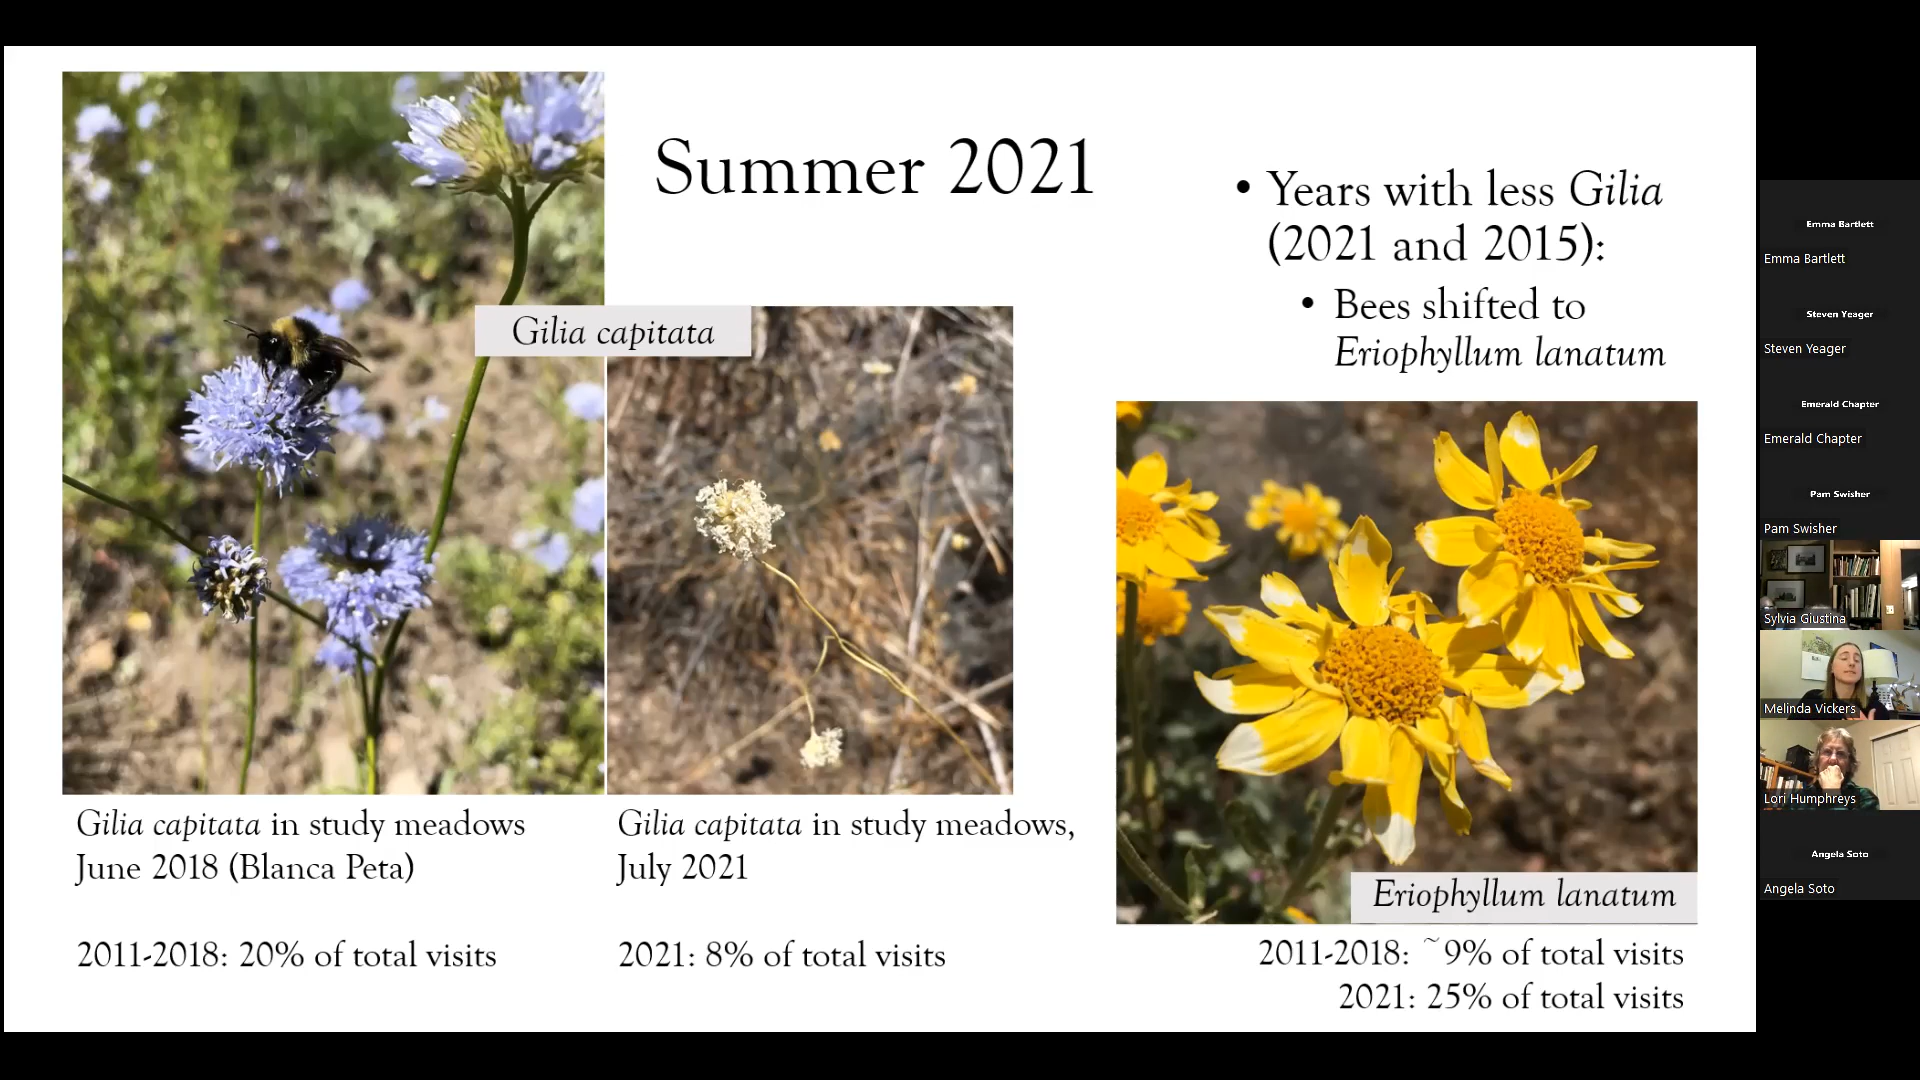 Summer 2021
Gilia capitata
Gilia capitata in study meadows
June 2018 (Blanca Peta)
2011-2018: 20% of total visits
Gilia capitata in study meadows,
July 2021
2021: 8% of total visits
• Years with less Gilia
(2021 and 2015):
• Bees shifted to
Eriophyllum lanatum
Eriophyllum lanatum
2011-2018: ~9% of total visits
2021: 25% of total visits
Emma Bartlett
Emma Bartlett
Steven Yeager
Steven Yeager
Emerald Chapter
Emerald Chapter
Pam Swisher
Pam Swisher
Sylvia Giustina
Melinda Vickers
Lori Humphreys
Angela Soto
Angela Soto